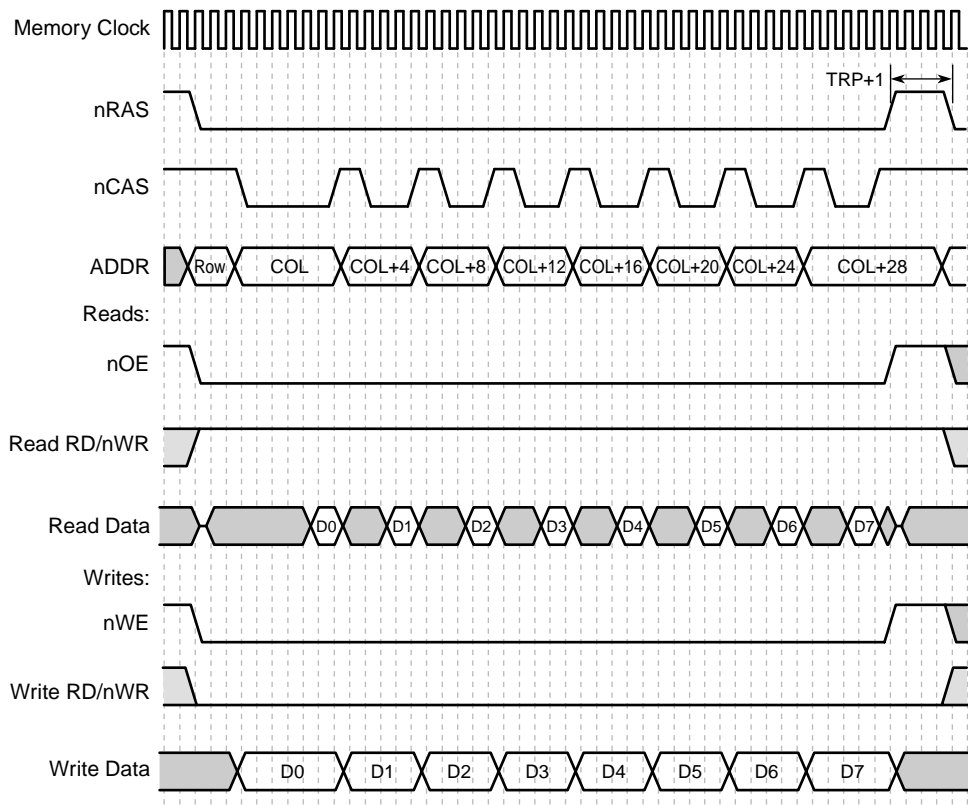 Memory Clock
TRP+1
nRAS
nCAS
ADDR Row COL COL+4 COL+8 COL+12 COL+16 COL+20 COL+24 COL+28
Reads:
nOE
Read RD/nWR
Read Data D0 D1 D2 D3 D4 D5 D6 D7
Writes:
nWE
Write RD/nWR
Write Data D0 D1 D2 D3 D4 D5 D6 D7